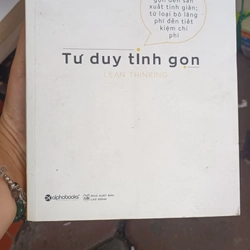 gọn đến sản
xuất tinh giản;
từ loại bỏ lãng
phí đến tiết
kiệm chi
phí
Tư duy tinh gọn
LEAN THINKING
alphabooks